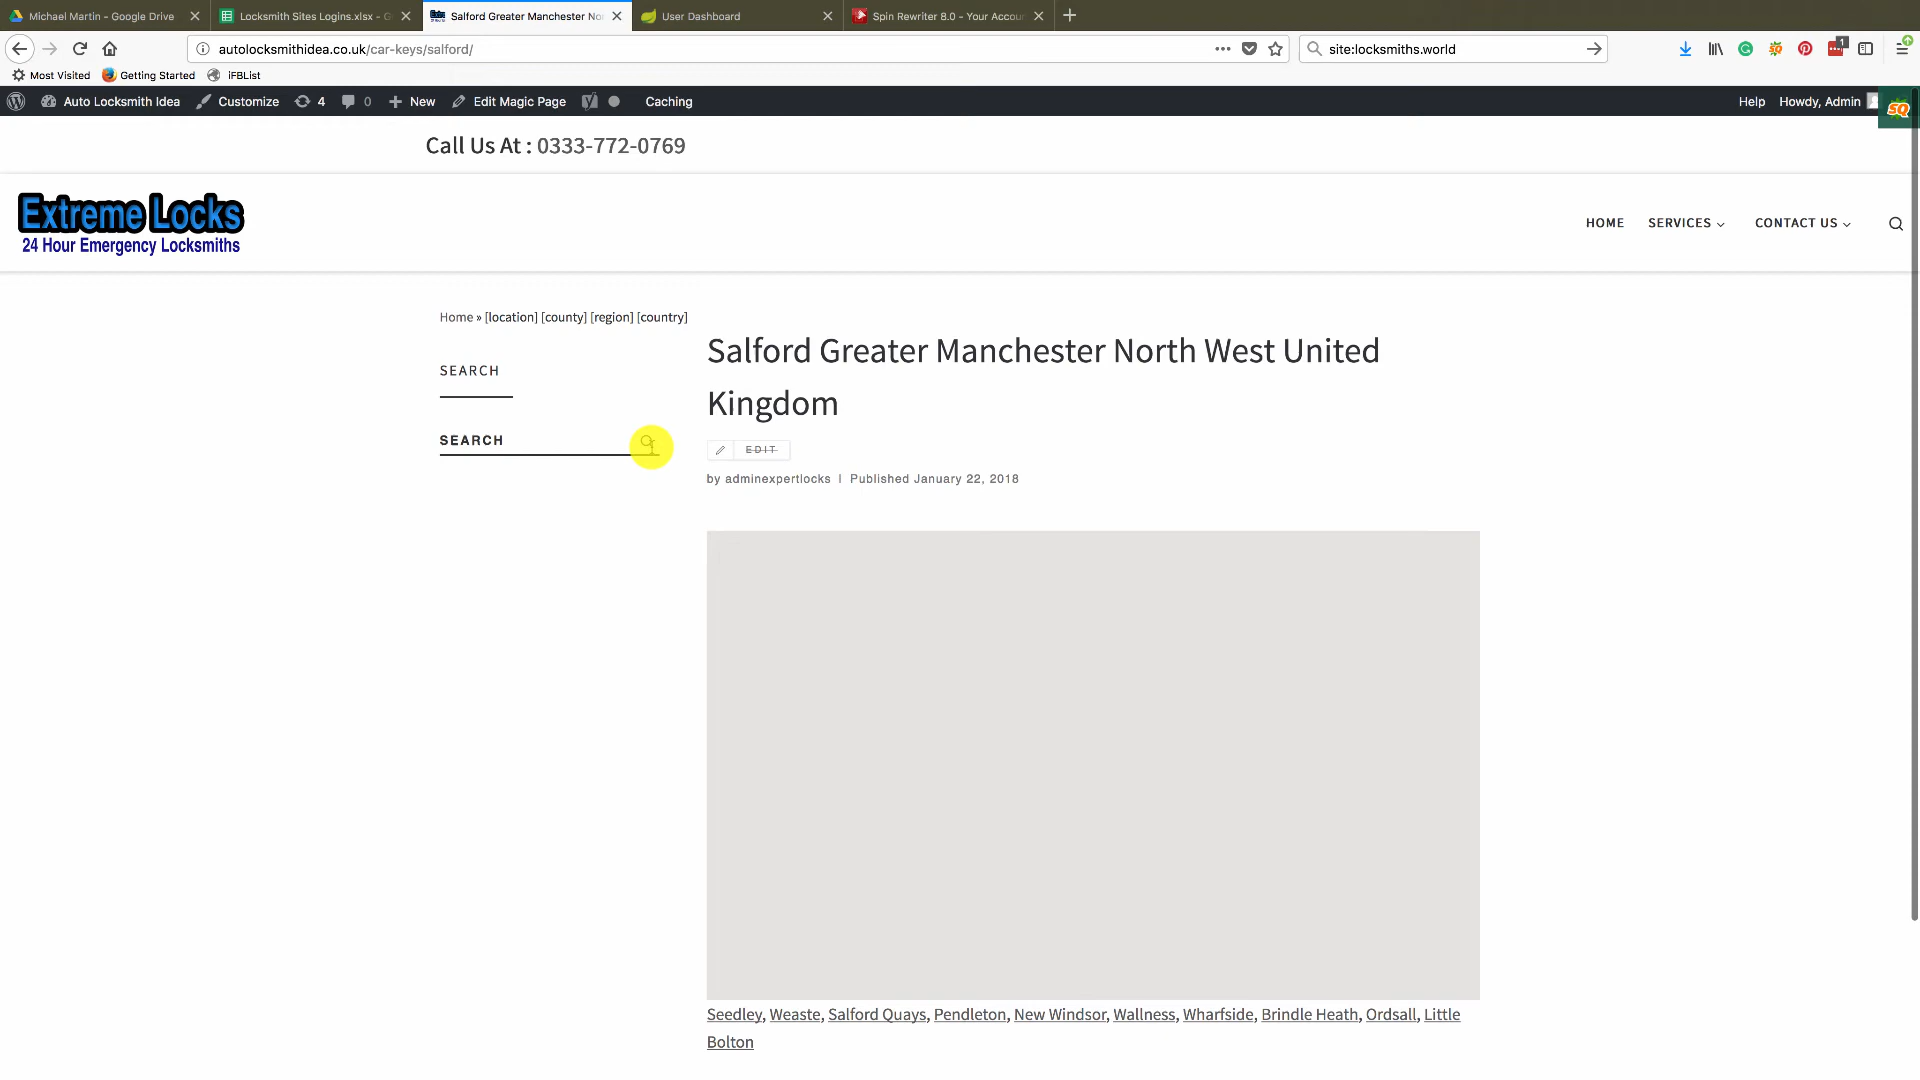 Michael Martin - Google Drive
Locksmith Sites Logins.xlsx - G
Salford Greater Manchester No
User Dashboard
Spin Rewriter 8.0 - Your Accou
autolocksmithidea.co.uk/car-keys/salford/
site:locksmiths.world
1
Most Visited
Getting Started
iFBList
Auto Locksmith Idea
Customize
4
0
New
Edit Magic Page
Caching
Help
Howdy, Admin
SQ
Call Us At : 0333-772-0769
Extreme Locks
24 Hour Emergency Locksmiths
HOME
SERVICES
CONTACT US
Home » [location] [county] [region] [country]
SEARCH
SEARCH
Salford Greater Manchester North West United
Kingdom
EDIT
by adminexpertlocks | Published January 22, 2018
Seedley, Weaste, Salford Quays, Pendleton, New Windsor, Wallness, Wharfside, Brindle Heath, Ordsall, Little
Bolton